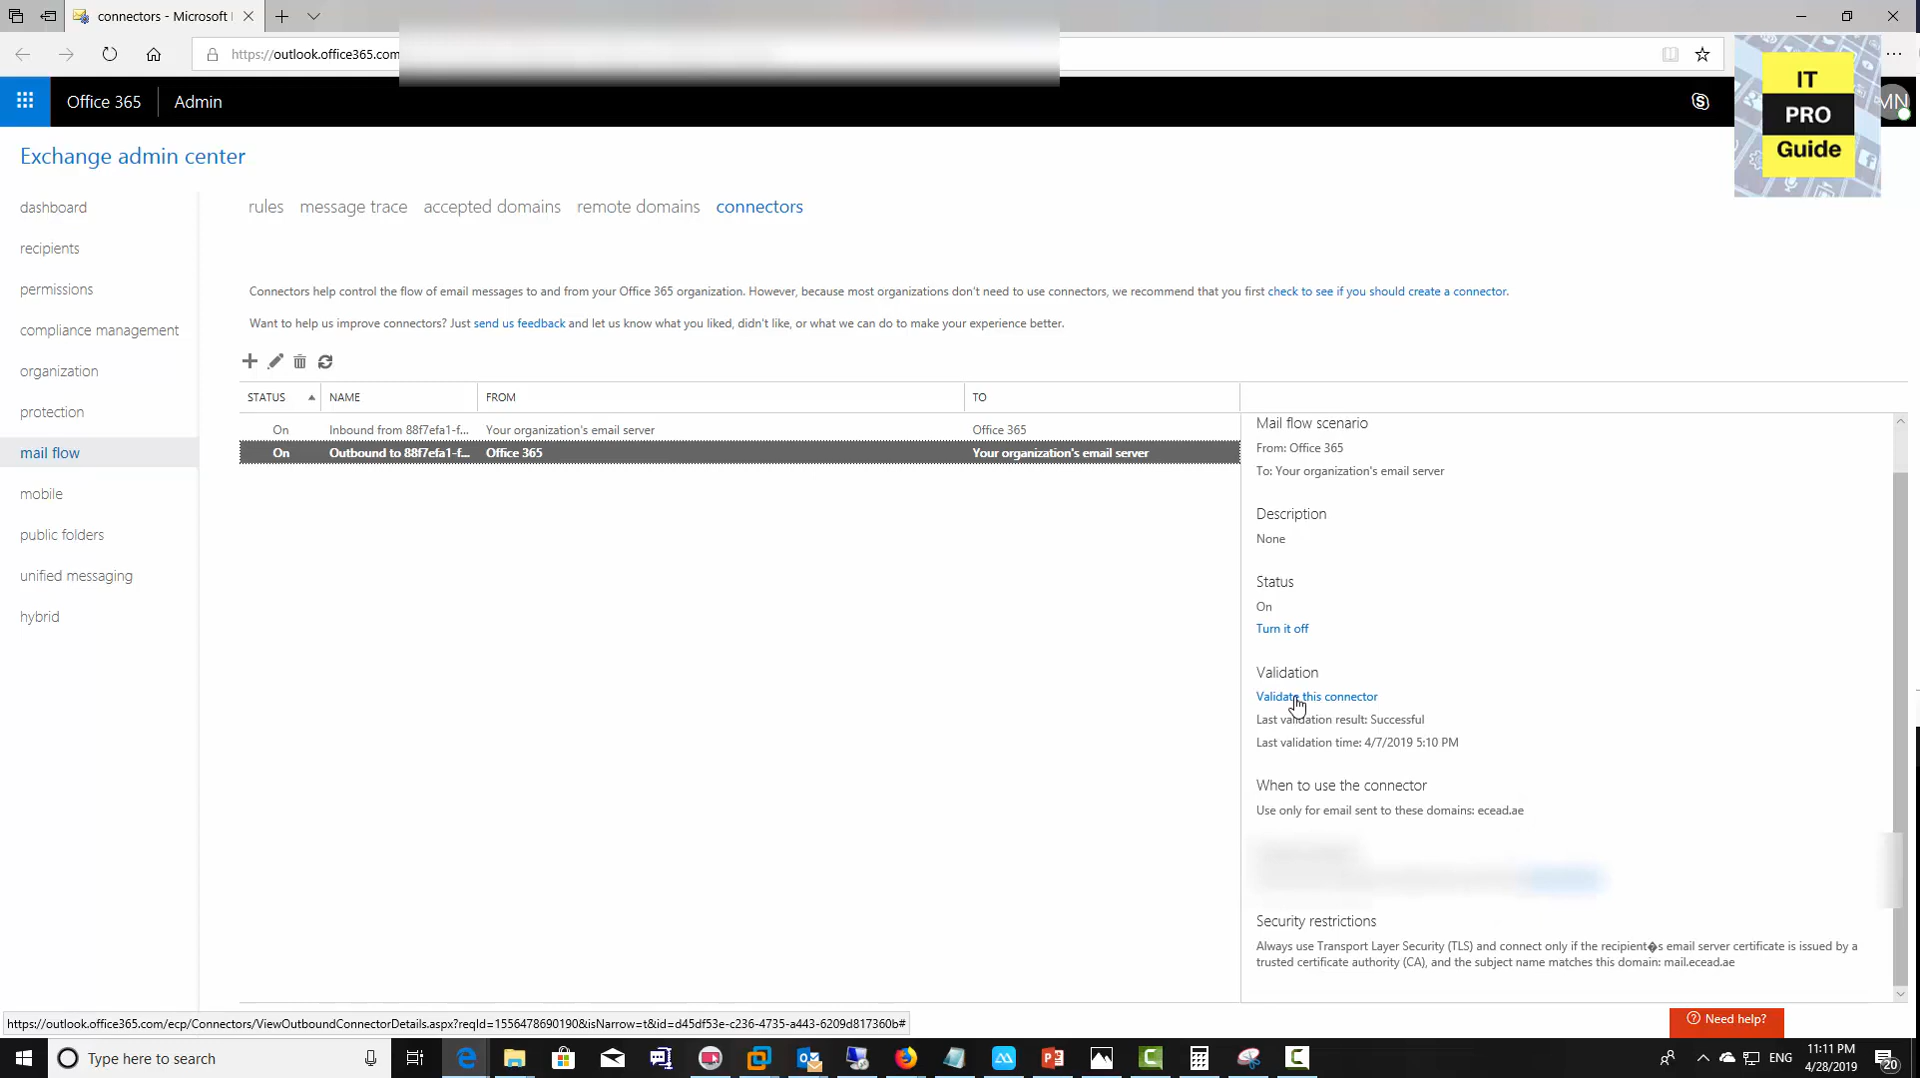 connectors - Microsoft
https://outlook.office365.com
IT
PRO
Guide
Office 365
Admin
MN
Exchange admin center
dashboard
recipients
permissions
compliance management
organization
protection
mail flow
mobile
public folders
unified messaging
hybrid
rules message trace accepted domains remote domains connectors
Connectors help control the flow of email messages to and from your Office 365 organization. However, because most organizations don't need to use connectors, we recommend that you first check to see if you should create a connector.
Want to help us improve connectors? Just send us feedback and let us know what you liked, didn't like, or what we can do to make your experience better.
STATUS NAME FROM TO
On Inbound from 88f7efa1-f... Your organization's email server Office 365
On Outbound to 88f7efa1-f... Office 365 Your organization's email server
Mail flow scenario
From: Office 365
To: Your organization's email server
Description
None
Status
On
Turn it off
Validation
Validate this connector
Last validation result: Successful
Last validation time: 4/7/2019 5:10 PM
When to use the connector
Use only for email sent to these domains: ecead.ae
Security restrictions
Always use Transport Layer Security (TLS) and connect only if the recipient�s email server certificate is issued by a
trusted certificate authority (CA), and the subject name matches this domain: mail.ecead.ae
https://outlook.office365.com/ecp/Connectors/ViewOutboundConnectorDetails.aspx?reqId=1556478690190&isNarrow=t&id=d45df53e-c236-4735-a443-6209d817360b#
Need help?
Type here to search
ENG
11:11 PM
4/28/2019
20